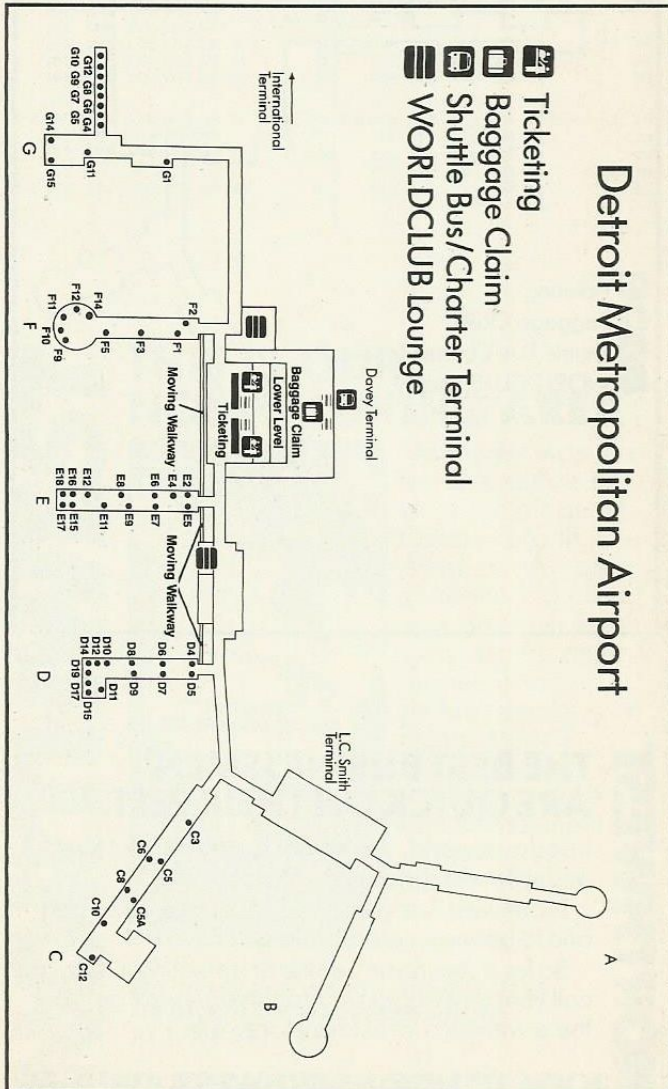 Detroit Metropolitan Airport
Ticketing
Baggage Claim
Shuttle Bus/Charter Terminal
WORLDCLUB Lounge
International
Terminal
Davey Terminal
L.C. Smith
Terminal
Baggage Claim
Lower Level
Ticketing
Moving Walkway
Moving Walkway
G12 G8 G6 G4
G10 G9 G7 G5
G1
G11
G14
G15
G
F2
F1
F3
F5
F14
F12
F11
F10
F9
F
E2
E5
E4
E6
E7
E8
E9
E12
E11
E16
E15
E18
E17
E
D4
D5
D6
D7
D8
D9
D10
D12
D11
D14
D19
D17
D15
D
C3
C6
C5
C8
C5A
C10
C12
C
A
B